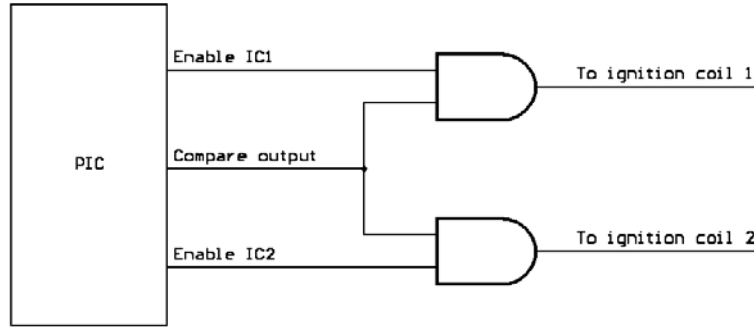 Enable IC1
To ignition coil 1
PIC
Compare output
To ignition coil 2
Enable IC2